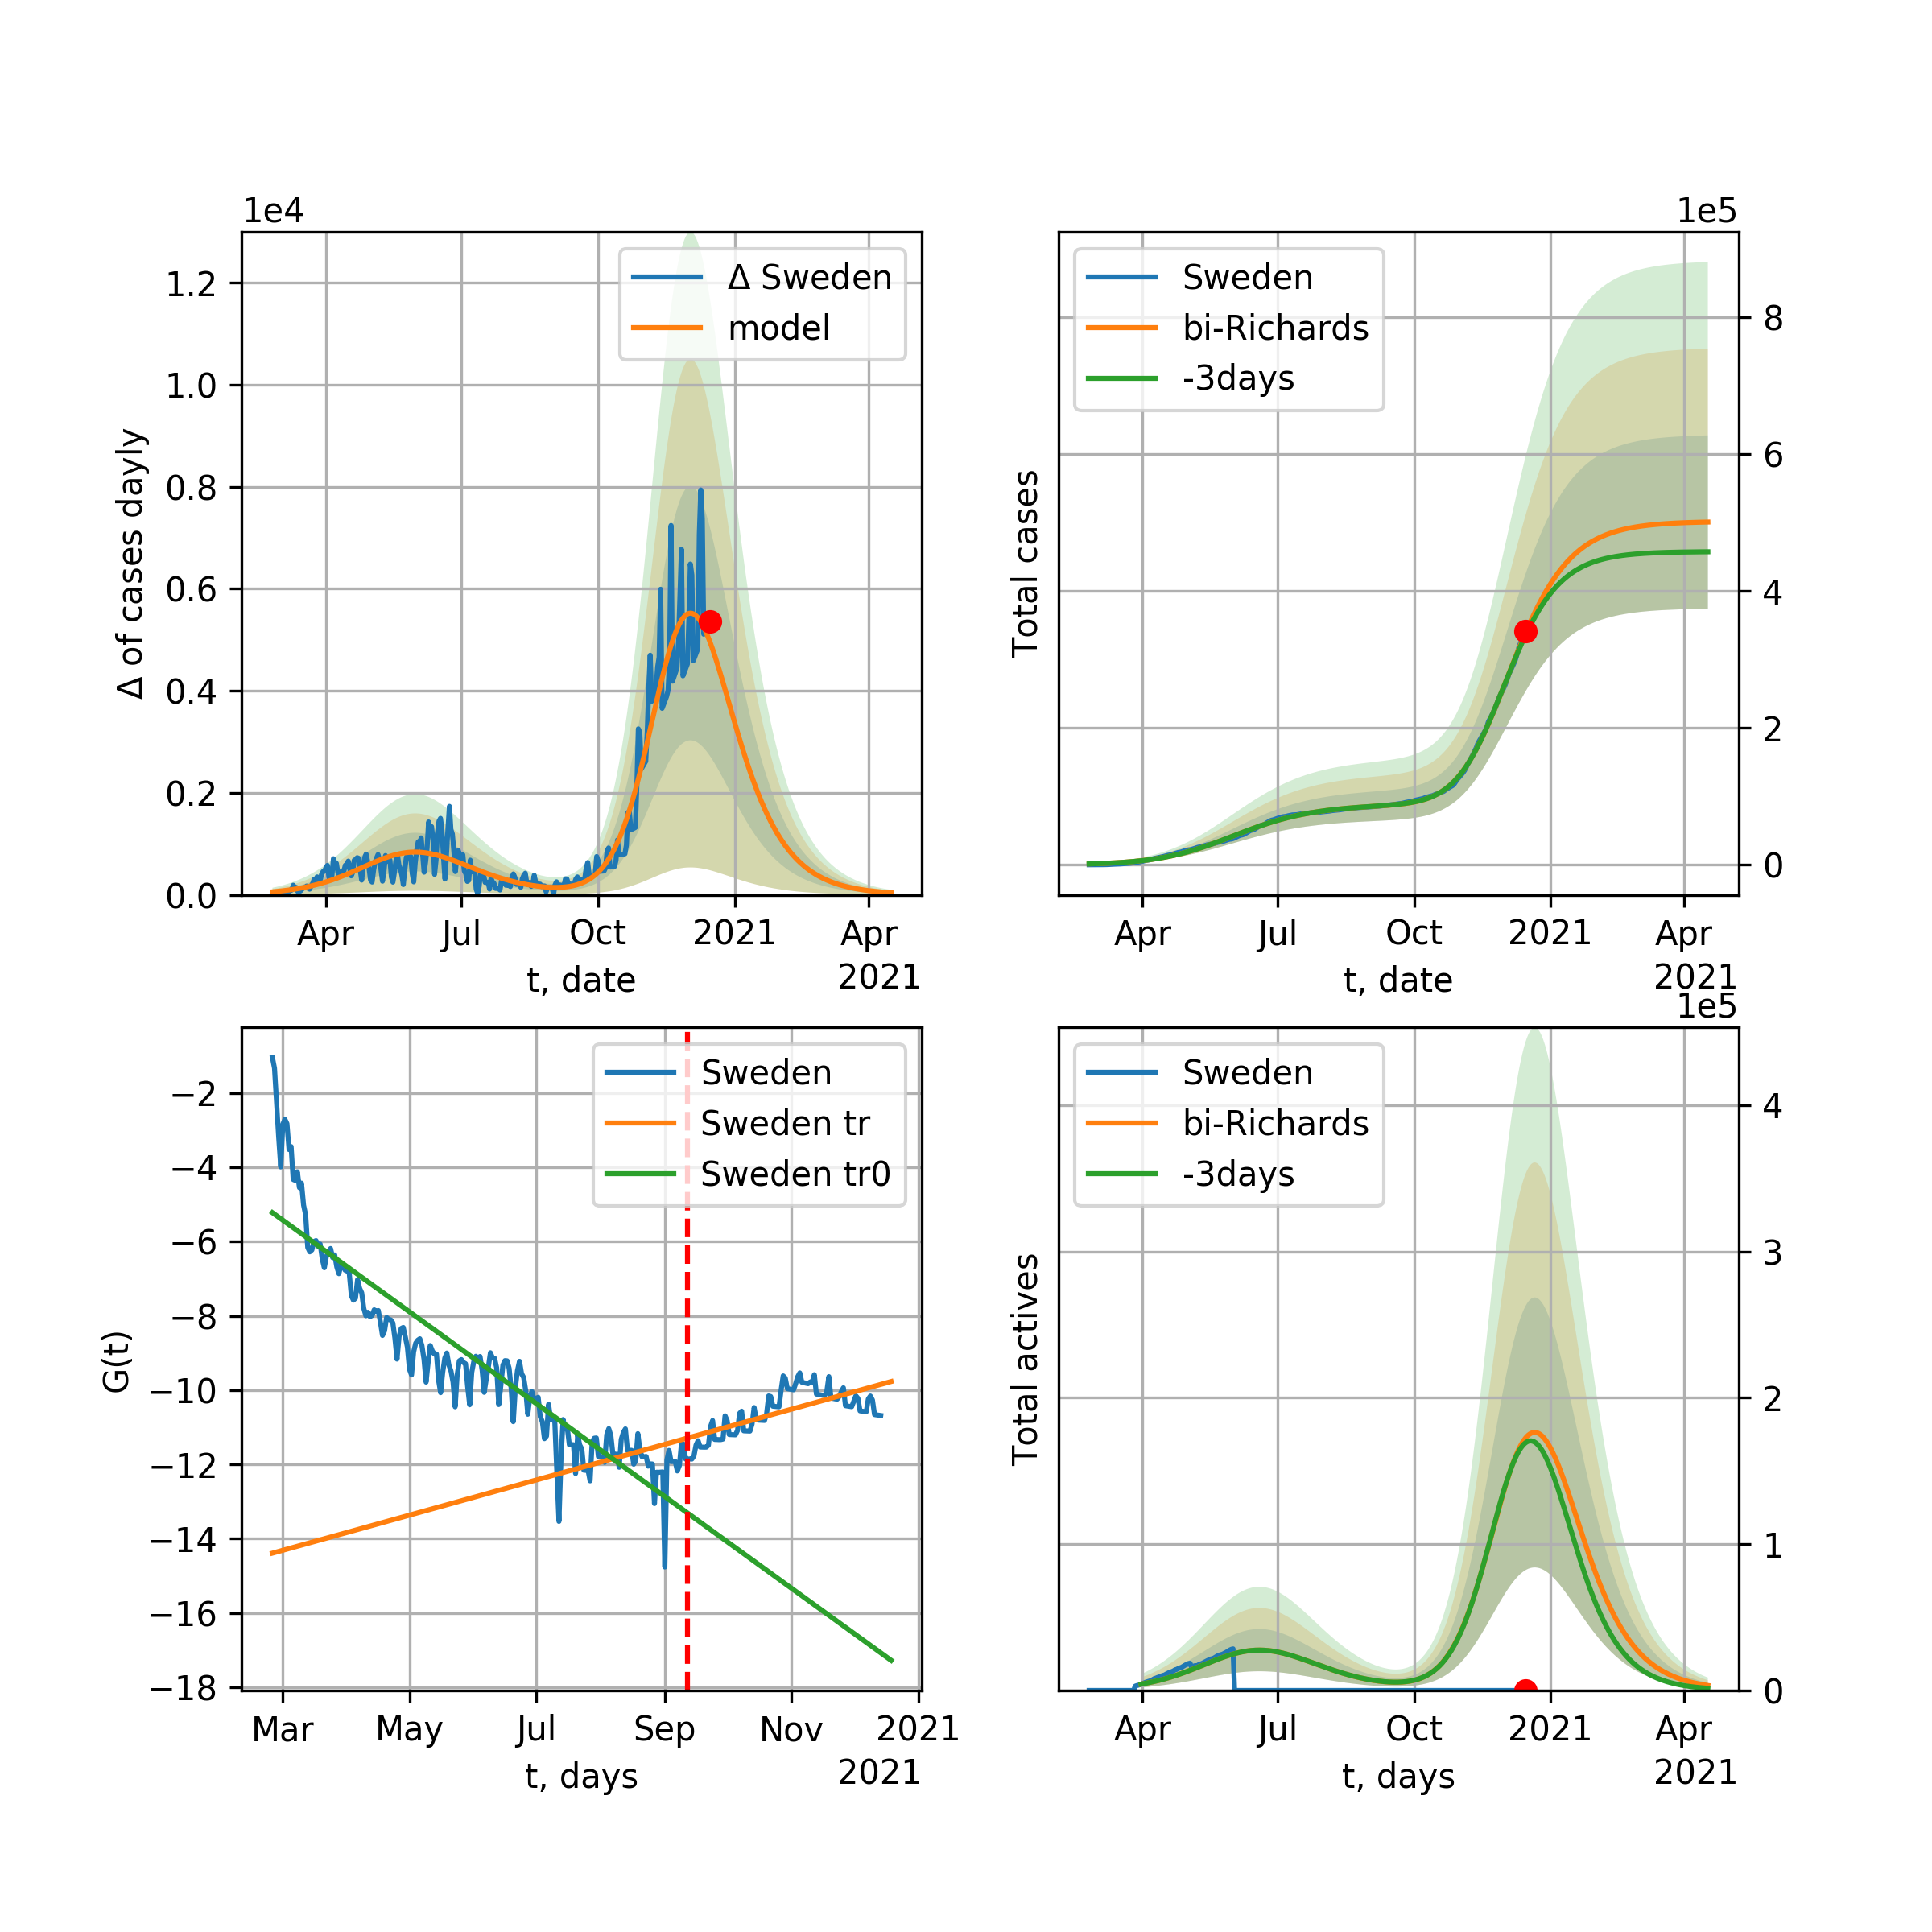 1e4
1.2
1.0
0.8
0.6
0.4
0.2
0.0
Δ of cases dayly
Δ Sweden
model
Apr
Jul
Oct
2021
Apr
t, date
2021
1e5
Sweden
bi-Richards
-3days
Total cases
8
6
4
2
0
Apr
Jul
Oct
2021
Apr
t, date
2021
−2
−4
−6
−8
−10
−12
−14
−16
−18
G(t)
Sweden
Sweden tr
Sweden tr0
Mar
May
Jul
Sep
Nov
2021
t, days
2021
1e5
Sweden
bi-Richards
-3days
Total actives
4
3
2
1
0
Apr
Jul
Oct
2021
Apr
t, days
2021